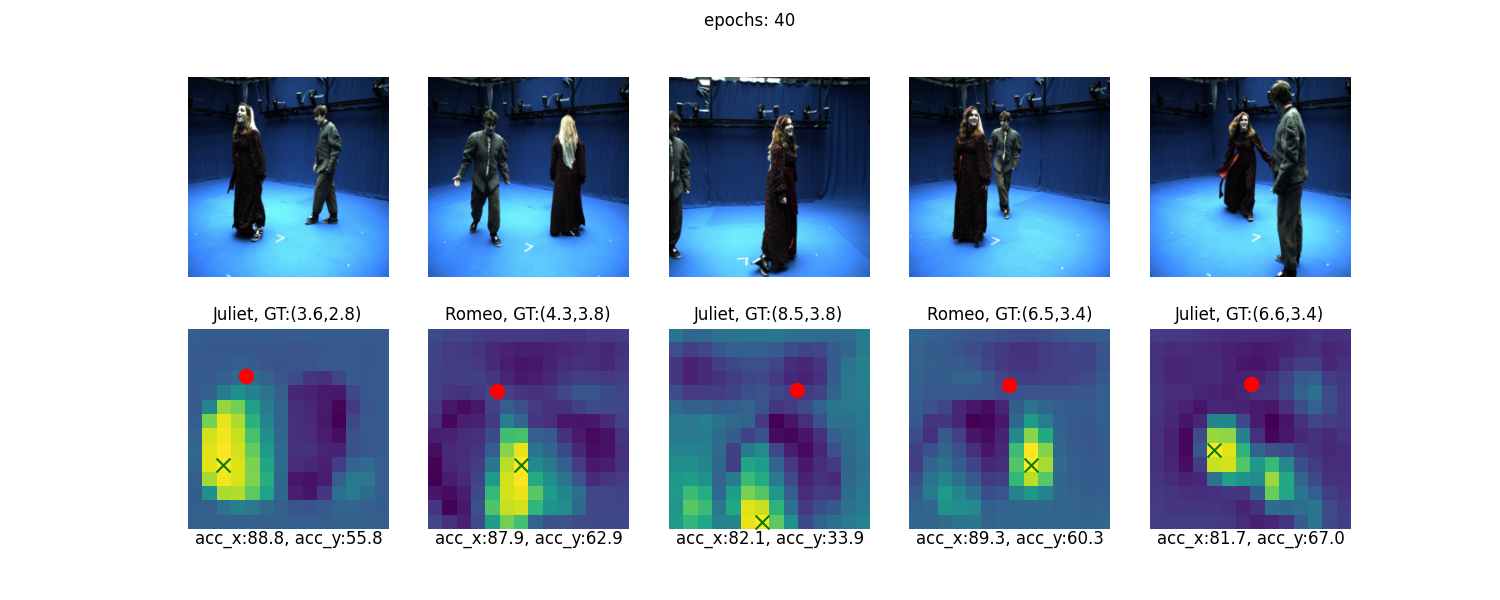 epochs: 40
Juliet, GT:(3.6,2.8)
Romeo, GT:(4.3,3.8)
Juliet, GT:(8.5,3.8)
Romeo, GT:(6.5,3.4)
Juliet, GT:(6.6,3.4)
acc_x:88.8, acc_y:55.8
acc_x:87.9, acc_y:62.9
acc_x:82.1, acc_y:33.9
acc_x:89.3, acc_y:60.3
acc_x:81.7, acc_y:67.0